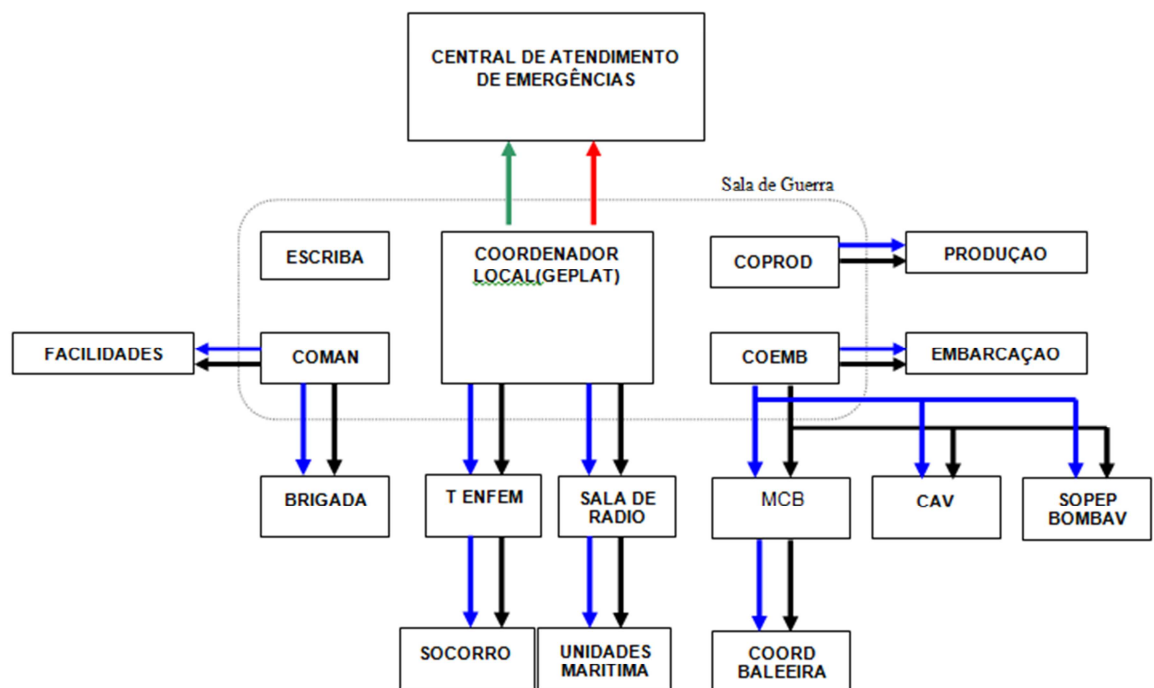 CENTRAL DE ATENDIMENTO
DE EMERGÊNCIAS
Sala de Guerra
ESCRIBA
COORDENADOR
LOCAL(GEPLAT)
COPROD
PRODUÇAO
FACILIDADES
COMAN
COEMB
EMBARCAÇAO
BRIGADA
T ENFEM
SALA DE
RADIO
MCB
CAV
SOPEP
BOMBAV
SOCORRO
UNIDADES
MARITIMA
COORD
BALEEIRA